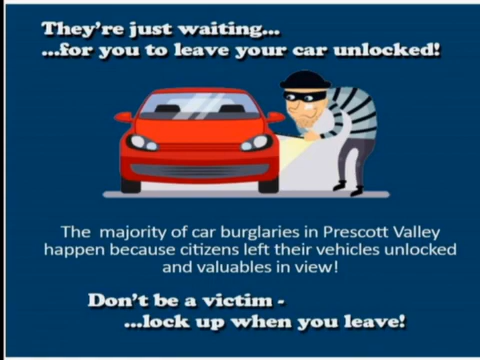 They're just waiting...
...for you to leave your car unlocked!
The majority of car burglaries in Prescott Valley
happen because citizens left their vehicles unlocked
and valuables in view!
Don't be a victim -
...lock up when you leave!